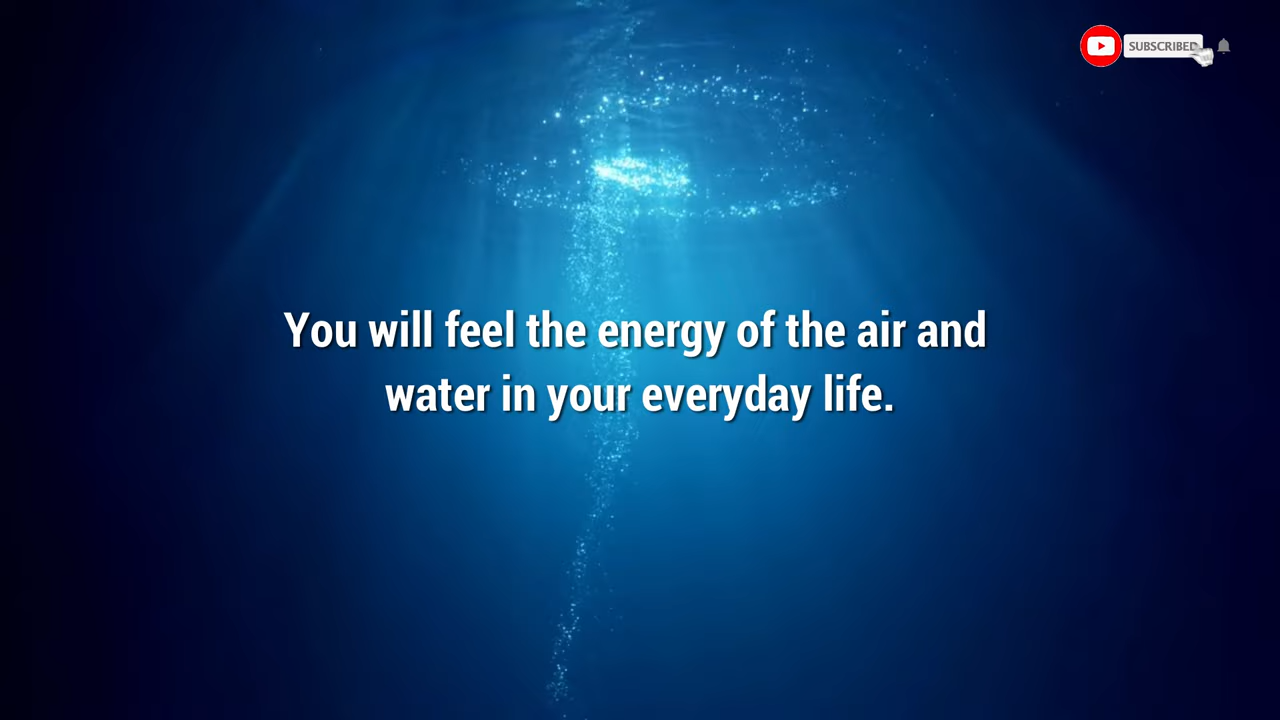 SUBSCRIBED
You will feel the energy of the air and
water in your everyday life.